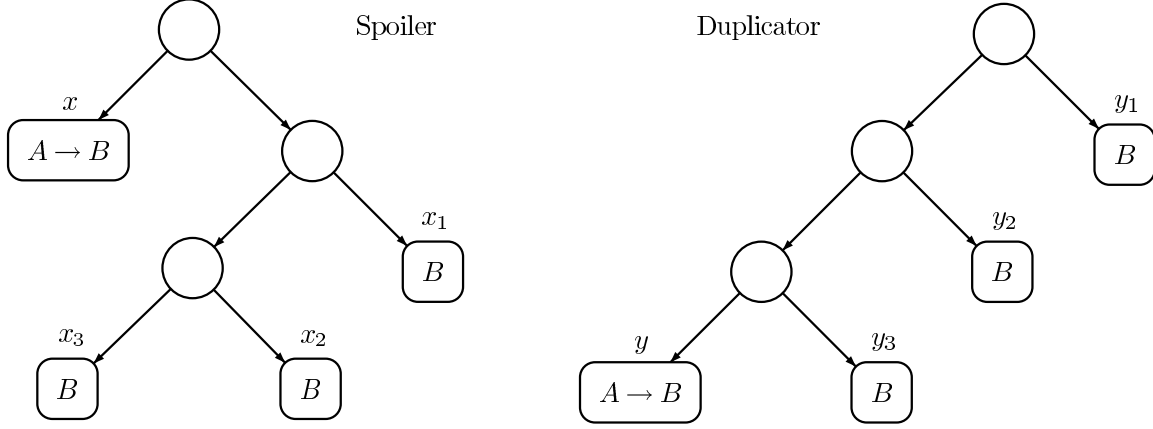 Spoiler
Duplicator
x
A → B
y₁
B
x₁
B
y₂
B
x₃
B
x₂
B
y
A → B
y₃
B